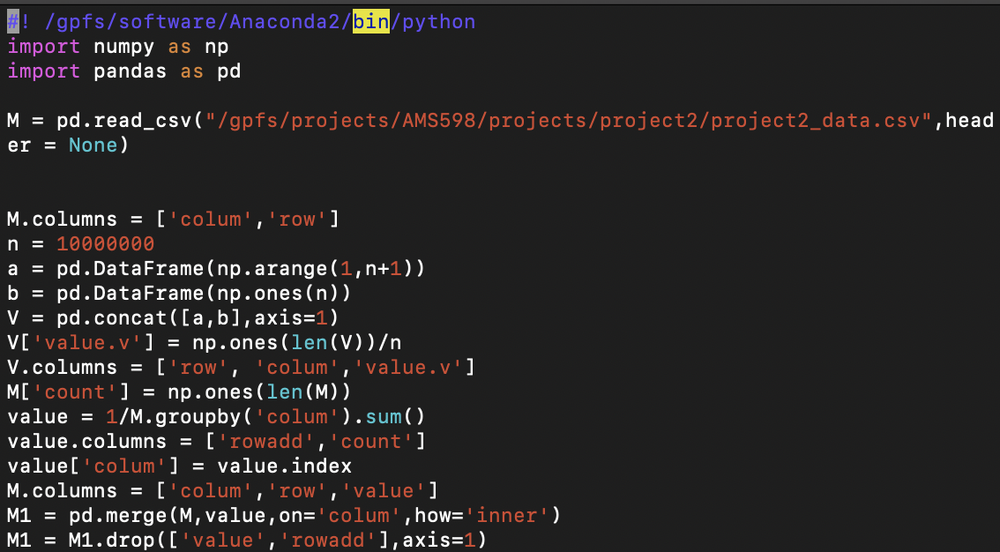 #! /gpfs/software/Anaconda2/bin/python
import numpy as np
import pandas as pd
M = pd.read_csv("/gpfs/projects/AMS598/projects/project2/project2_data.csv",head
er = None)
M.columns = ['colum','row']
n = 10000000
a = pd.DataFrame(np.arange(1,n+1))
b = pd.DataFrame(np.ones(n))
V = pd.concat([a,b],axis=1)
V['value.v'] = np.ones(len(V))/n
V.columns = ['row', 'colum','value.v']
M['count'] = np.ones(len(M))
value = 1/M.groupby('colum').sum()
value.columns = ['rowadd','count']
value['colum'] = value.index
M.columns = ['colum','row','value']
M1 = pd.merge(M,value,on='colum',how='inner')
M1 = M1.drop(['value','rowadd'],axis=1)